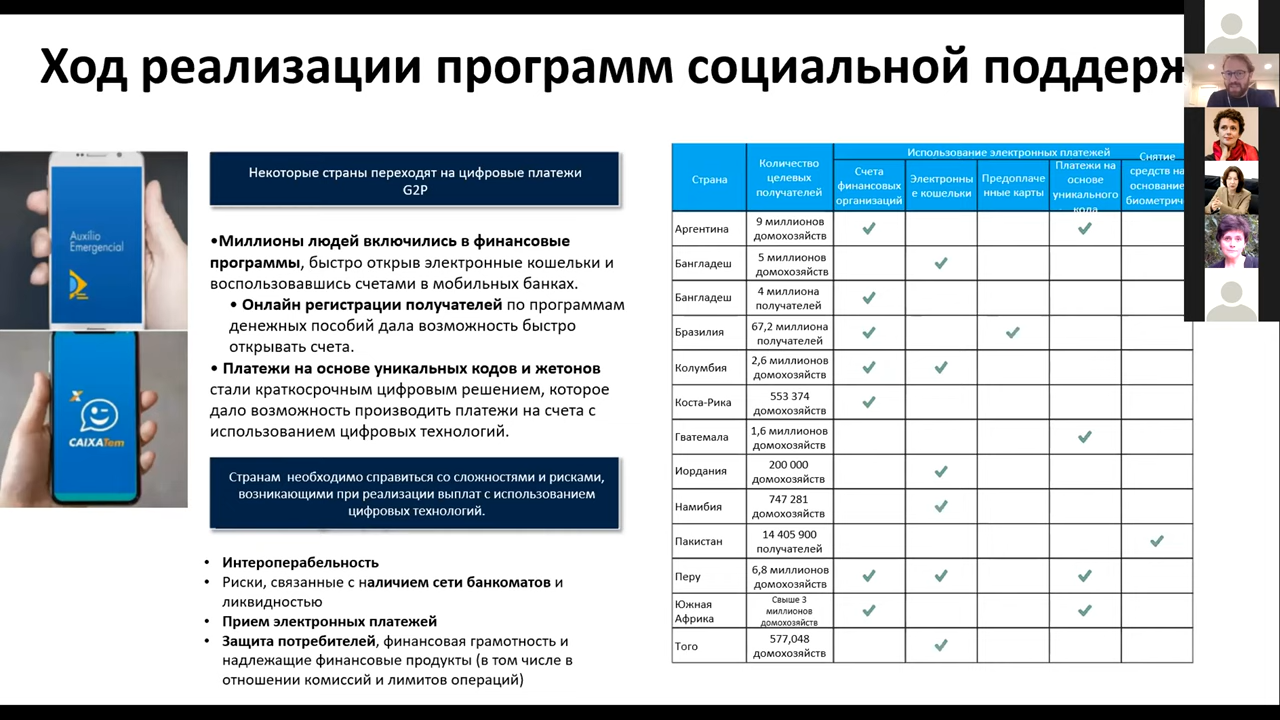 Ход реализации программ социальной поддерж
Auxílio
Emergencial
CAIXATem
Некоторые страны переходят на цифровые платежи
G2P
•Миллионы людей включились в финансовые
программы, быстро открыв электронные кошельки и
воспользовавшись счетами в мобильных банках.
• Онлайн регистрации получателей по программам
денежных пособий дала возможность быстро
открывать счета.
• Платежи на основе уникальных кодов и жетонов
стали краткосрочным цифровым решением, которое
дало возможность производить платежи на счета с
использованием цифровых технологий.
Странам необходимо справиться со сложностями и рисками,
возникающими при реализации выплат с использованием
цифровых технологий.
• Интероперабельность
• Риски, связанные с наличием сети банкоматов и
ликвидностью
• Прием электронных платежей
• Защита потребителей, финансовая грамотность и
надлежащие финансовые продукты (в том числе в
отношении комиссий и лимитов операций)
Страна
Количество
целевых
получателей
Использование электронных платежей
Счета
финансовых
организаций
Электронны
е кошельки
Предоплаче
нные карты
Платежи на
основе
уникального
кода
Снятие
средств на
основание
биометрич
Аргентина
9 миллионов
домохозяйств
Бангладеш
5 миллионов
домохозяйств
Бангладеш
4 миллиона
получателей
Бразилия
67,2 миллиона
получателей
Колумбия
2,6 миллионов
домохозяйств
Коста-Рика
553 374
домохозяйств
Гватемала
1,6 миллионов
домохозяйств
Иордания
200 000
домохозяйств
Намибия
747 281
домохозяйств
Пакистан
14 405 900
получателей
Перу
6,8 миллионов
домохозяйств
Южная
Африка
Свыше 3
миллионов
домохозяйств
Того
577,048
домохозяйств